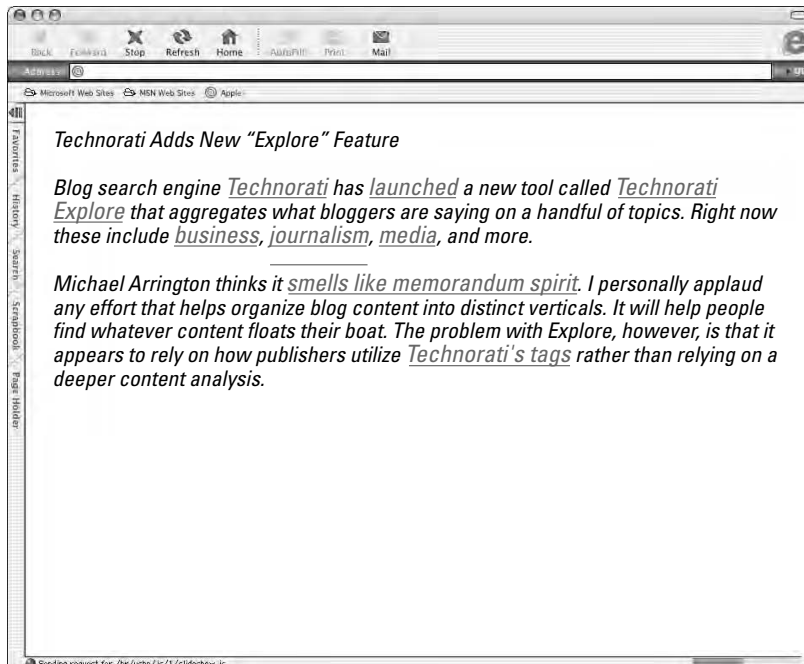 Back Forward Stop Refresh Home AutoFill Print Mail
Address
Microsoft Web Sites MSN Web Sites Apple
Favorites
History
Search
Scrapbook
Page Holder
Technorati Adds New “Explore” Feature
Blog search engine Technorati has launched a new tool called Technorati
Explore that aggregates what bloggers are saying on a handful of topics. Right now
these include business, journalism, media, and more.
Michael Arrington thinks it smells like memorandum spirit. I personally applaud
any effort that helps organize blog content into distinct verticals. It will help people
find whatever content floats their boat. The problem with Explore, however, is that it
appears to rely on how publishers utilize Technorati's tags rather than relying on a
deeper content analysis.
Sending request for